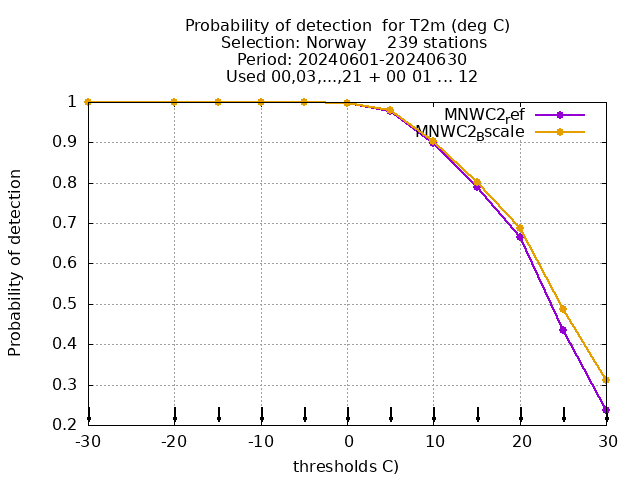 Probability of detection  for T2m (deg C)
Selection: Norway    239 stations
Period: 20240601-20240630
Used 00,03,...,21 + 00 01 ... 12
MNWC2_ref
MNWC2_Bscale
Probability of detection
1
0.9
0.8
0.7
0.6
0.5
0.4
0.3
0.2
-30 -20 -10 0 10 20 30
thresholds C)